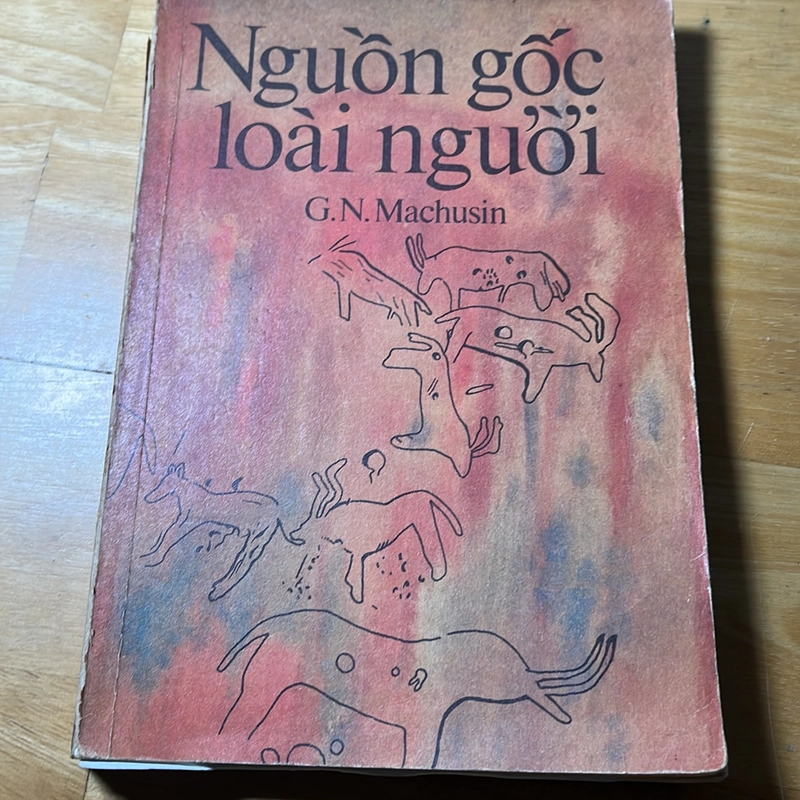 Nguồn gốc
loài người
G.N. Machusin